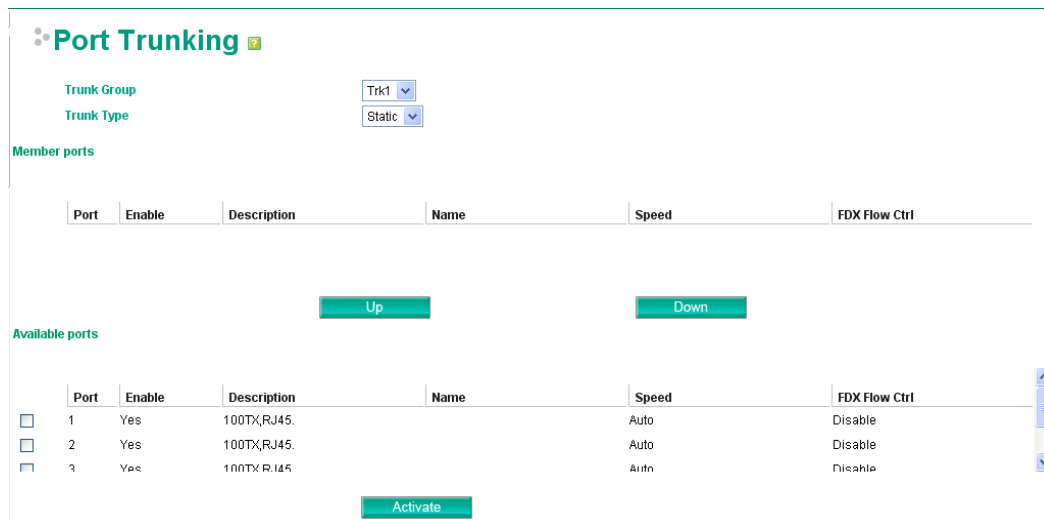 Port Trunking ?
Trunk Group Trk1
Trunk Type Static
Member ports
Port Enable Description Name Speed FDX Flow Ctrl
Up Down
Available ports
Port Enable Description Name Speed FDX Flow Ctrl
1 Yes 100TX,RJ45. Auto Disable
2 Yes 100TX,RJ45. Auto Disable
3 Yes 100TX,RJ45. Auto Disable
Activate